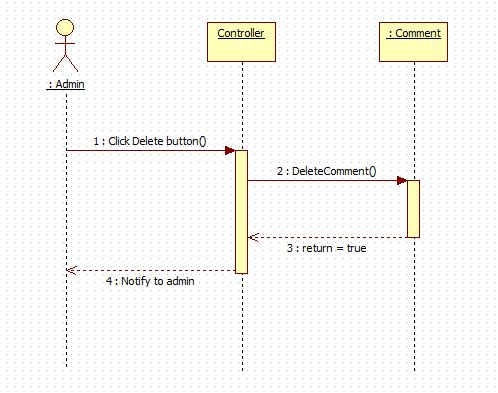 Controller
: Comment
: Admin
1 : Click Delete button()
2 : DeleteComment()
3 : return = true
4 : Notify to admin